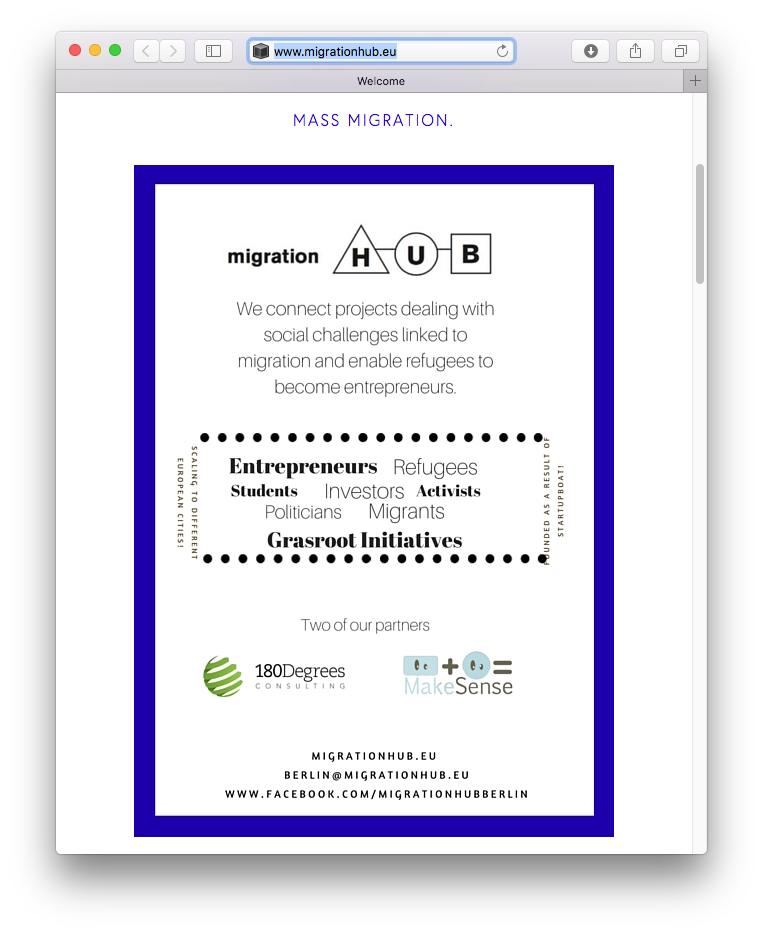 www.migrationhub.eu
Welcome
MASS MIGRATION.
migration HUB
We connect projects dealing with
social challenges linked to
migration and enable refugees to
become entrepreneurs.
SCALING TO DIFFERENT
EUROPEAN CITIES!
Entrepreneurs Refugees
Students Investors Activists
Politicians Migrants
Grasroot Initiatives
FOUNDED AS A RESULT OF
STARTUPBOAT!
Two of our partners
180Degrees
CONSULTING
MakeSense
MIGRATIONHUB.EU
BERLIN@MIGRATIONHUB.EU
WWW.FACEBOOK.COM/MIGRATIONHUBBERLIN